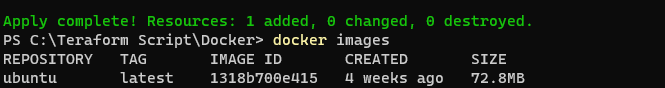 Apply complete! Resources: 1 added, 0 changed, 0 destroyed.
PS C:\Teraform Script\Docker> docker images
REPOSITORY   TAG       IMAGE ID       CREATED       SIZE
ubuntu       latest    1318b700e415   4 weeks ago   72.8MB